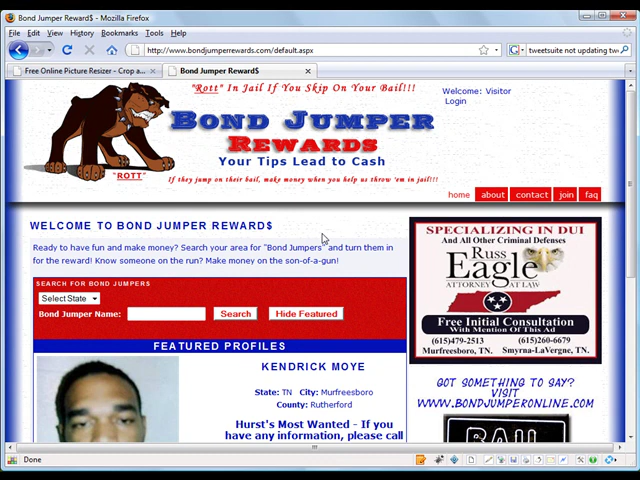 Bond Jumper Reward$ - Mozilla Firefox
File Edit View History Bookmarks Tools Help
http://www.bondjumperrewards.com/default.aspx
tweetsuite not updating tw
Free Online Picture Resizer - Crop a...
Bond Jumper Reward$
"Rott" In Jail If You Skip On Your Bail!!!
Welcome: Visitor
Login
BOND JUMPER
REWARDS
Your Tips Lead to Cash
"ROTT"
If they jump on their bail, make money when you help us throw 'em in jail!!!
home about contact join faq
WELCOME TO BOND JUMPER REWARD$
Ready to have fun and make money? Search your area for "Bond Jumpers" and turn them in
for the reward! Know someone on the run? Make money on the son-of-a-gun!
SEARCH FOR BOND JUMPERS
Select State
Bond Jumper Name: Search Hide Featured
FEATURED PROFILES
KENDRICK MOYE
State: TN City: Murfreesboro
County: Rutherford
Hurst's Most Wanted - If you
have any information, please call
SPECIALIZING IN DUI
And All Other Criminal Defenses
Russ
Eagle
ATTORNEY AT LAW
Free Initial Consultation
With Mention Of This Ad
(615)479-2513 (615)260-6679
Murfreesboro, TN. Smyrna-LaVergne, TN.
GOT SOMETHING TO SAY?
VISIT
WWW.BONDJUMPERONLINE.COM
BAIL
Done